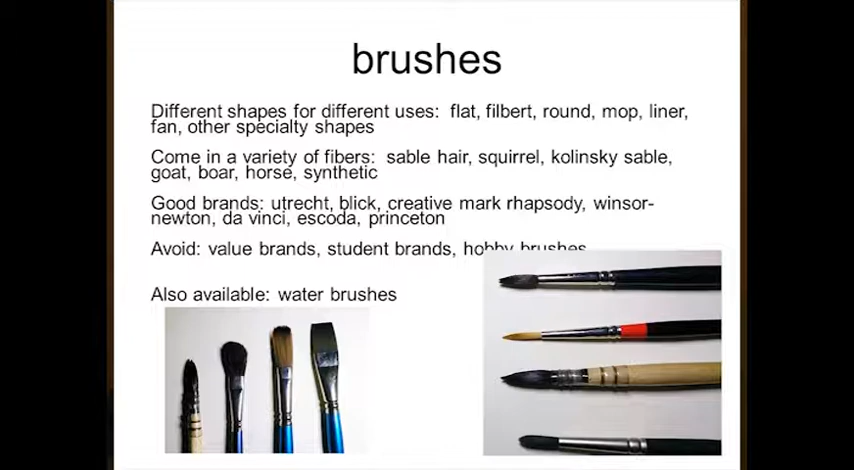 brushes
Different shapes for different uses: flat, filbert, round, mop, liner,
fan, other specialty shapes
Come in a variety of fibers: sable hair, squirrel, kolinsky sable,
goat, boar, horse, synthetic
Good brands: utrecht, blick, creative mark rhapsody, winsor-
newton, da vinci, escoda, princeton
Avoid: value brands, student brands, hobby brushes
Also available: water brushes